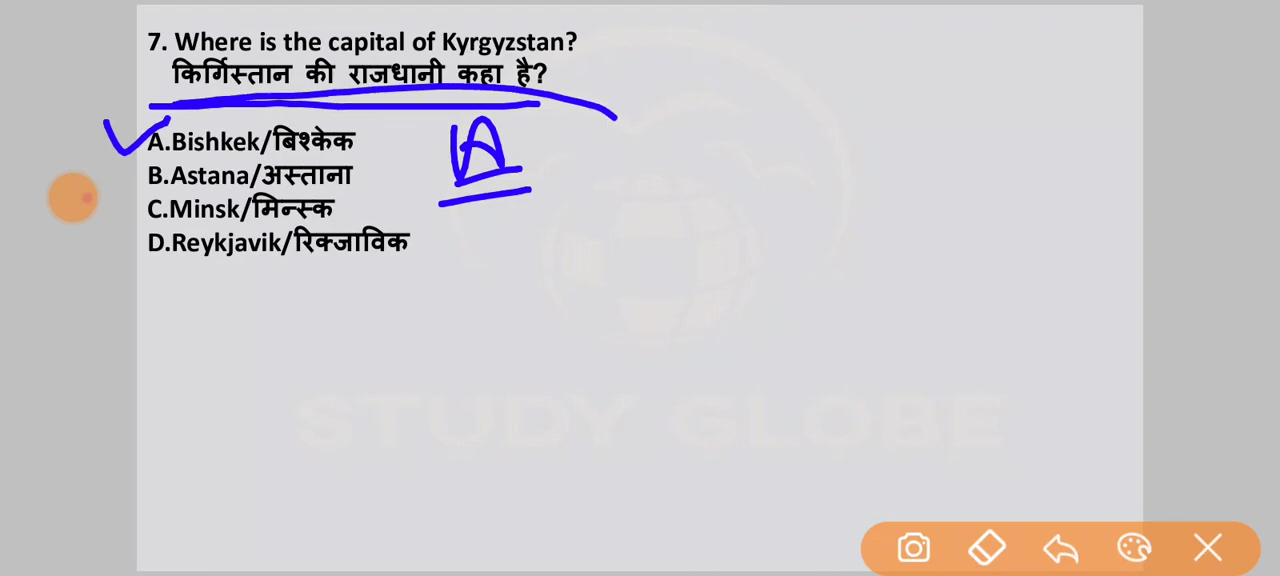 7. Where is the capital of Kyrgyzstan?
किर्गिस्तान की राजधानी कहा है?
A.Bishkek/बिश्केक
A
B.Astana/अस्ताना
C.Minsk/मिन्स्क
D.Reykjavik/रिक्जाविक
STUDY GLOBE